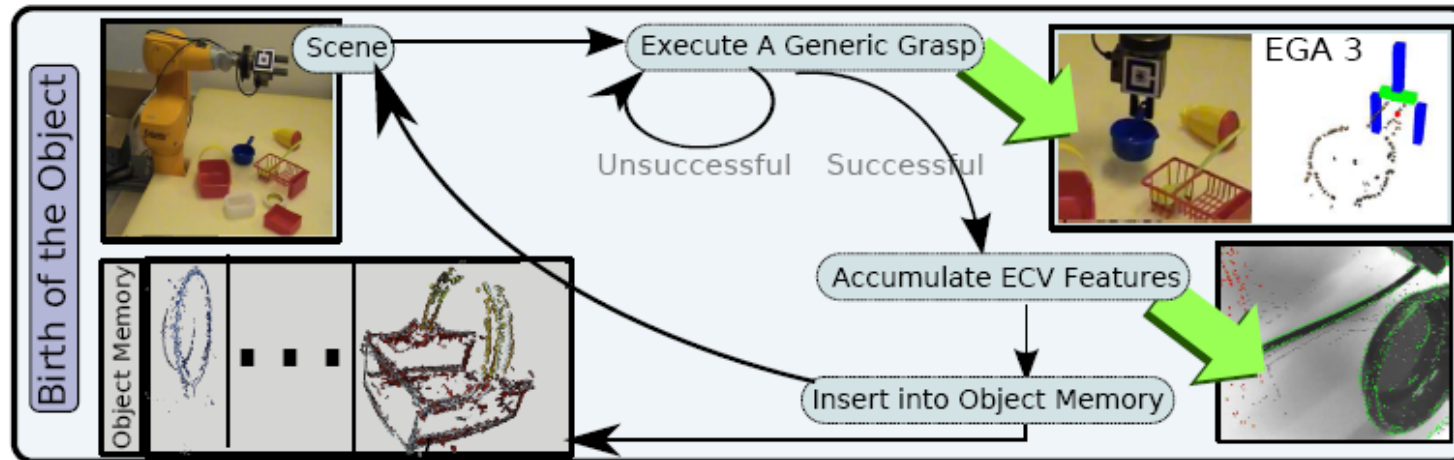 Birth of the Object
Scene
Execute A Generic Grasp
EGA 3
Unsuccessful
Successful
Accumulate ECV Features
Object Memory
Insert into Object Memory